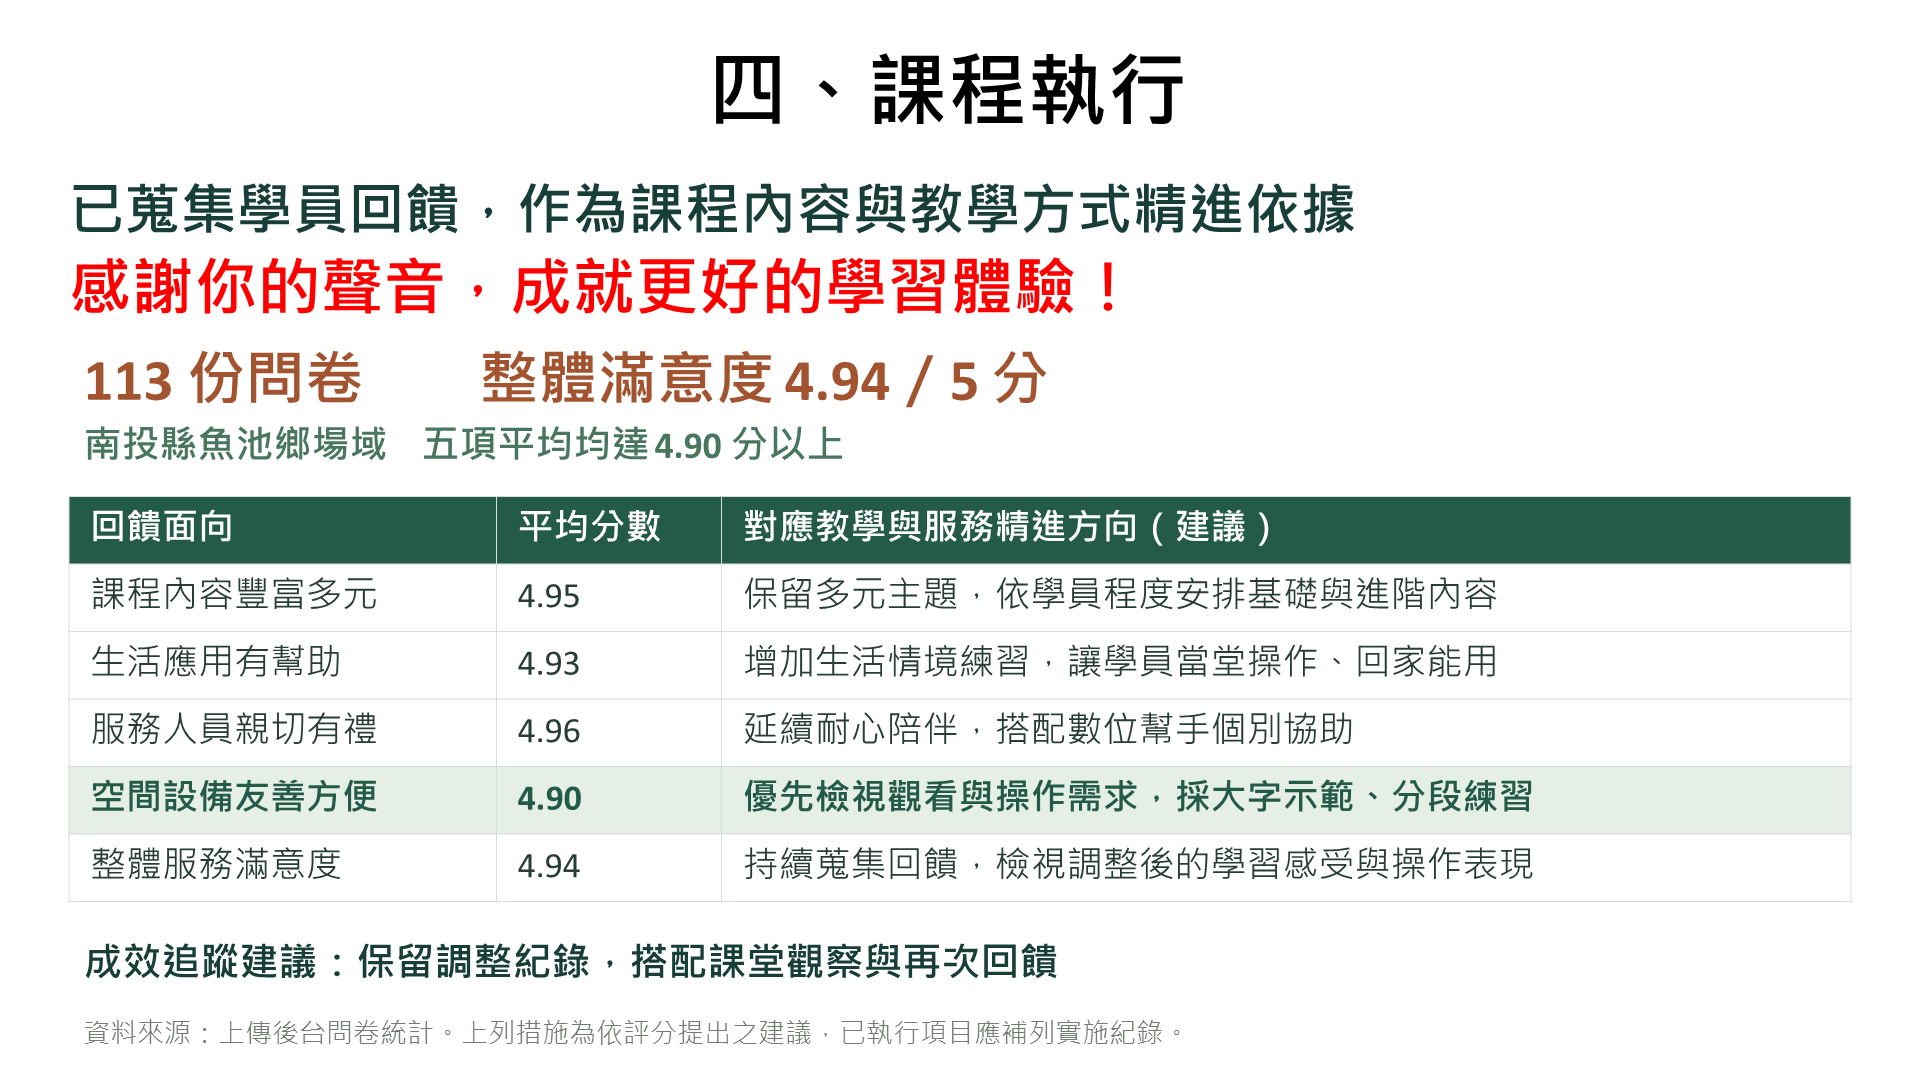 四、課程執行
已蒐集學員回饋，作為課程內容與教學方式精進依據
感謝你的聲音，成就更好的學習體驗！
113 份問卷　　整體滿意度 4.94 / 5 分
南投縣魚池鄉場域　五項平均均達 4.90 分以上
回饋面向　平均分數　對應教學與服務精進方向（建議）
課程內容豐富多元　4.95　保留多元主題，依學員程度安排基礎與進階內容
生活應用有幫助　4.93　增加生活情境練習，讓學員當堂操作、回家能用
服務人員親切有禮　4.96　延續耐心陪伴，搭配數位幫手個別協助
空間設備友善方便　4.90　優先檢視觀看與操作需求，採大字示範、分段練習
整體服務滿意度　4.94　持續蒐集回饋，檢視調整後的學習感受與操作表現
成效追蹤建議：保留調整紀錄，搭配課堂觀察與再次回饋
資料來源：上傳後台問卷統計。上列措施為依評分提出之建議，已執行項目應補列實施紀錄。